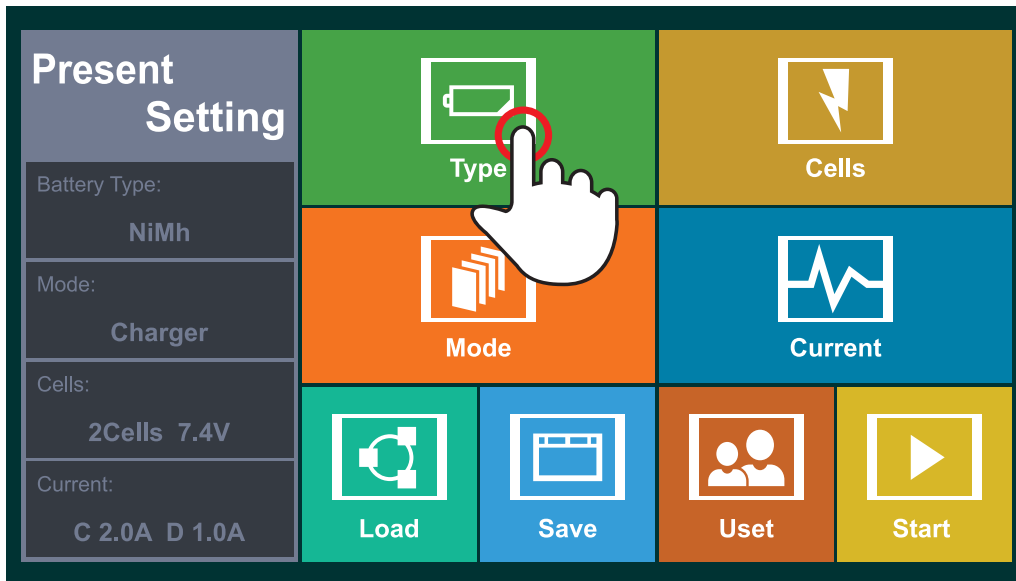 Present
Setting
Battery Type:
NiMh
Mode:
Charger
Cells:
2Cells 7.4V
Current:
C 2.0A D 1.0A
Type
Cells
Mode
Current
Load
Save
Uset
Start